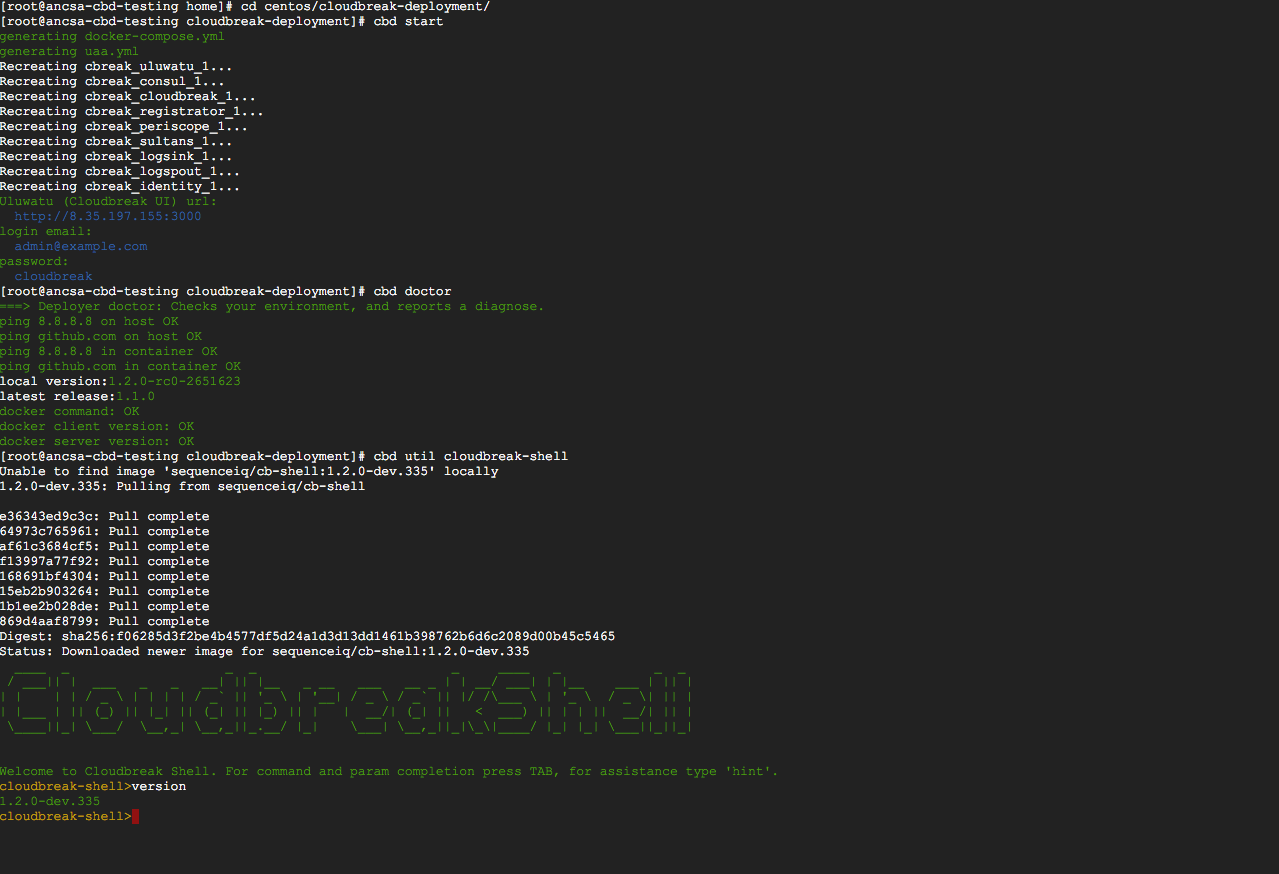 [root@ancsa-cbd-testing home]# cd centos/cloudbreak-deployment/
[root@ancsa-cbd-testing cloudbreak-deployment]# cbd start
generating docker-compose.yml
generating uaa.yml
Recreating cbreak_uluwatu_1...
Recreating cbreak_consul_1...
Recreating cbreak_cloudbreak_1...
Recreating cbreak_registrator_1...
Recreating cbreak_periscope_1...
Recreating cbreak_sultans_1...
Recreating cbreak_logsink_1...
Recreating cbreak_logspout_1...
Recreating cbreak_identity_1...
Uluwatu (Cloudbreak UI) url:
http://8.35.197.155:3000
login email:
admin@example.com
password:
cloudbreak
[root@ancsa-cbd-testing cloudbreak-deployment]# cbd doctor
===> Deployer doctor: Checks your environment, and reports a diagnose.
ping 8.8.8.8 on host OK
ping github.com on host OK
ping 8.8.8.8 in container OK
ping github.com in container OK
local version:1.2.0-rc0-2651623
latest release:1.1.0
docker command: OK
docker client version: OK
docker server version: OK
[root@ancsa-cbd-testing cloudbreak-deployment]# cbd util cloudbreak-shell
Unable to find image 'sequenceiq/cb-shell:1.2.0-dev.335' locally
1.2.0-dev.335: Pulling from sequenceiq/cb-shell
e36343ed9c3c: Pull complete
64973c765961: Pull complete
af61c3684cf5: Pull complete
f13997a77f92: Pull complete
168691bf4304: Pull complete
15eb2b903264: Pull complete
1b1ee2b028de: Pull complete
869d4aaf8799: Pull complete
Digest: sha256:f06285d3f2be4b4577df5d24a1d3d13dd1461b398762b6d6c2089d00b45c5465
Status: Downloaded newer image for sequenceiq/cb-shell:1.2.0-dev.335
CloudbreakShell
Welcome to Cloudbreak Shell. For command and param completion press TAB, for assistance type 'hint'.
cloudbreak-shell>version
1.2.0-dev.335
cloudbreak-shell>